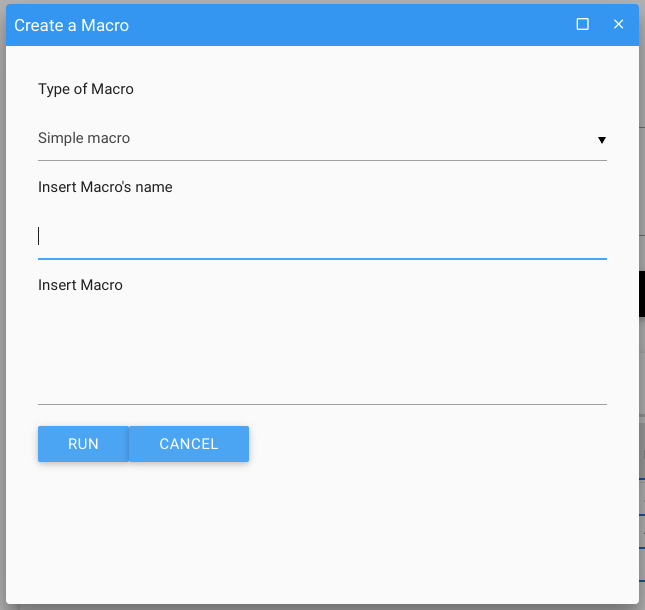 Create a Macro
Type of Macro
Simple macro
Insert Macro's name
Insert Macro
RUN CANCEL